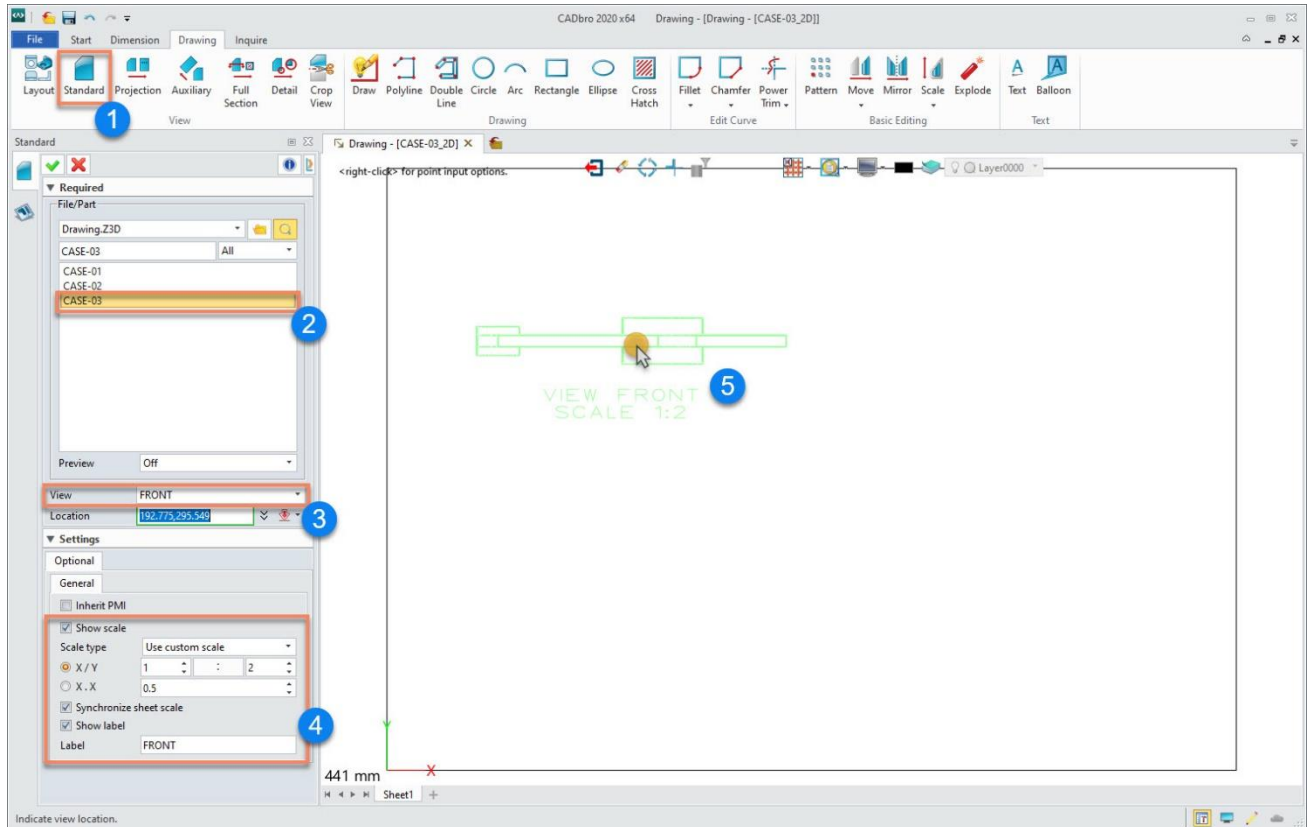 CADbro 2020 x64 Drawing - [Drawing - [CASE-03_2D]]
File Start Dimension Drawing Inquire
Layout Standard Projection Auxiliary Full Section Detail Crop View
View
Draw Polyline Double Line Circle Arc Rectangle Ellipse Cross Hatch
Drawing
Fillet Chamfer Power Trim
Edit Curve
Pattern Move Mirror Scale Explode
Basic Editing
Text Balloon
Text
1
Standard
Drawing - [CASE-03_2D]
<right-click> for point input options.
Layer0000
Required
File/Part
Drawing.Z3D
CASE-03 All
CASE-01
CASE-02
CASE-03
2
Preview Off
View FRONT
Location 192.775,295.549
3
Settings
Optional
General
Inherit PMI
Show scale
Scale type Use custom scale
X / Y 1 : 2
X . X 0.5
Synchronize sheet scale
Show label
4
Label FRONT
VIEW FRONT
SCALE 1:2
5
Y
X
441 mm
Sheet1
Indicate view location.